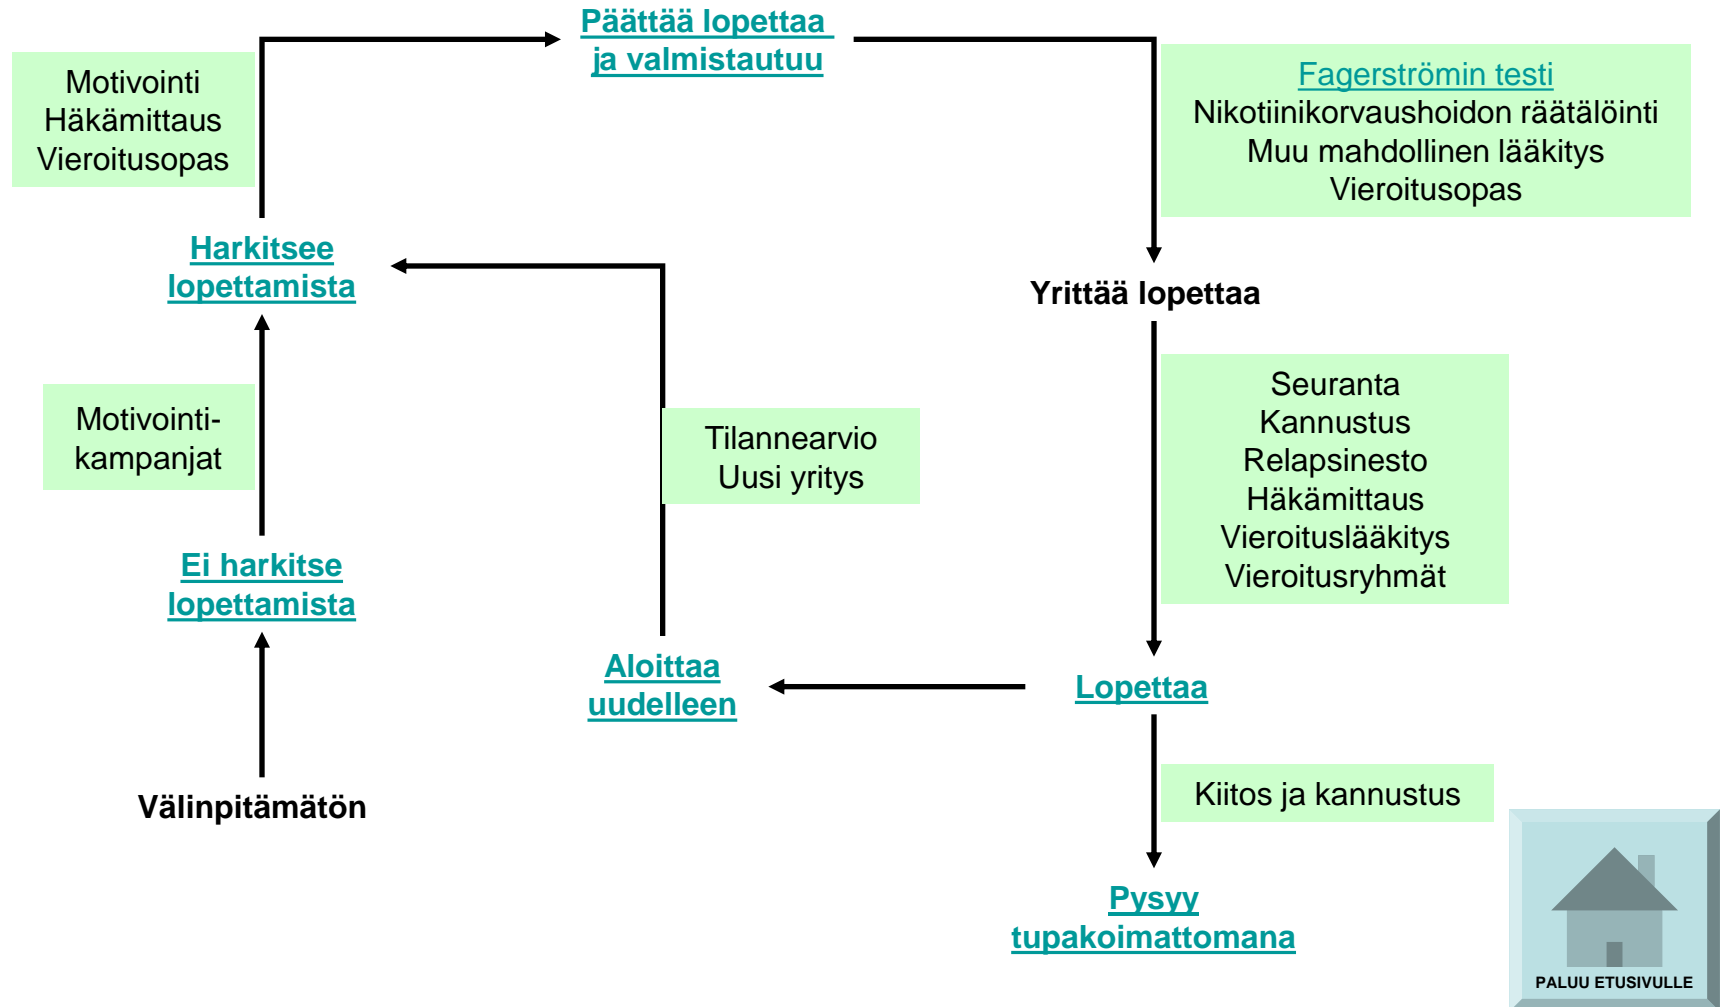 Päättää lopettaa
ja valmistautuu
Motivointi
Häkämittaus
Vieroitusopas
Fagerströmin testi
Nikotiinikorvaushoidon räätälöinti
Muu mahdollinen lääkitys
Vieroitusopas
Harkitsee
lopettamista
Yrittää lopettaa
Motivointi-
kampanjat
Tilannearvio
Uusi yritys
Seuranta
Kannustus
Relapsinesto
Häkämittaus
Vieroituslääkitys
Vieroitusryhmät
Ei harkitse
lopettamista
Aloittaa
uudelleen
Lopettaa
Välinpitämätön
Kiitos ja kannustus
Pysyy
tupakoimattomana
PALUU ETUSIVULLE